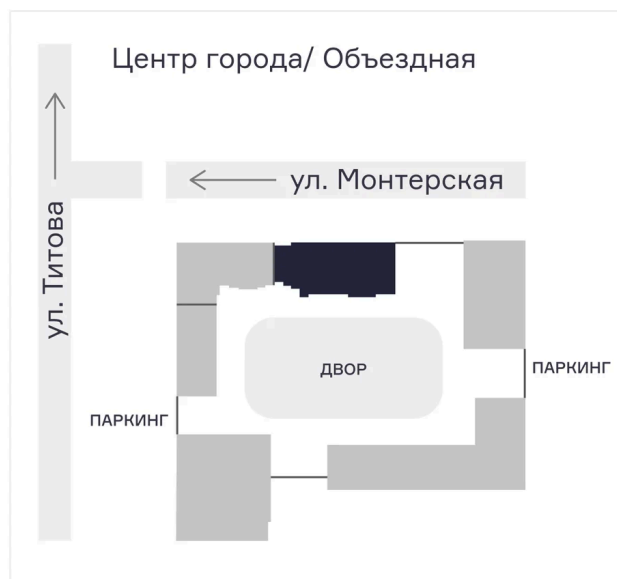 Центр города/ Объездная
ул. Монтерская
ул. Титова
ДВОР
ПАРКИНГ
ПАРКИНГ